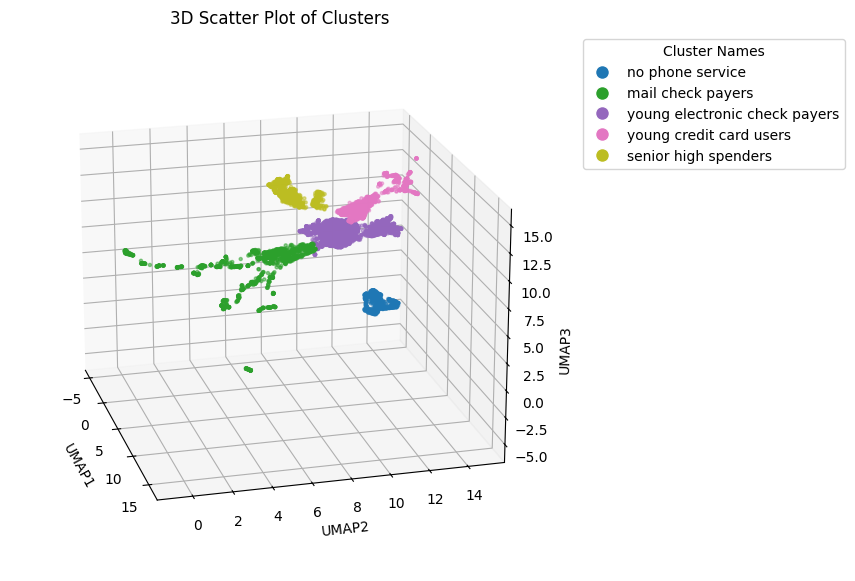 3D Scatter Plot of Clusters
Cluster Names
no phone service
mail check payers
young electronic check payers
young credit card users
senior high spenders
15.0
12.5
10.0
7.5
5.0
2.5
0.0
−2.5
−5.0
UMAP3
−5
0
5
10
15
UMAP1
0
2
4
6
8
10
12
14
UMAP2